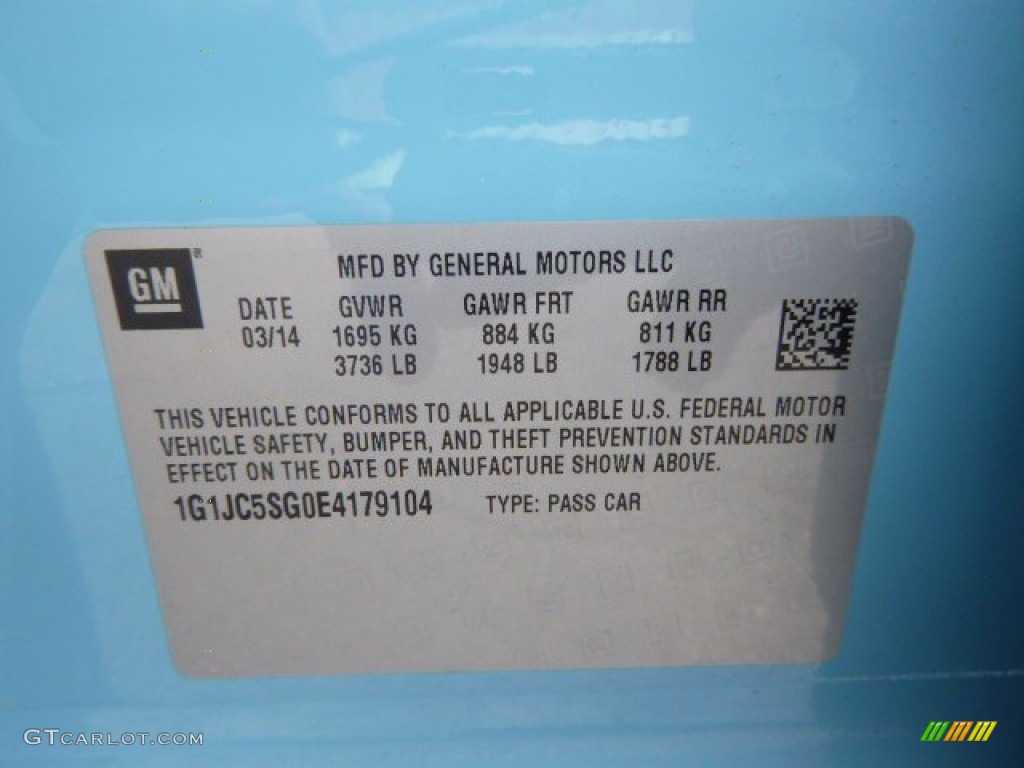 GM®
MFD BY GENERAL MOTORS LLC
DATE GVWR GAWR FRT GAWR RR
03/14 1695 KG 884 KG 811 KG
3736 LB 1948 LB 1788 LB
THIS VEHICLE CONFORMS TO ALL APPLICABLE U.S. FEDERAL MOTOR
VEHICLE SAFETY, BUMPER, AND THEFT PREVENTION STANDARDS IN
EFFECT ON THE DATE OF MANUFACTURE SHOWN ABOVE.
1G1JC5SG0E4179104 TYPE: PASS CAR
GTCARLOT.COM